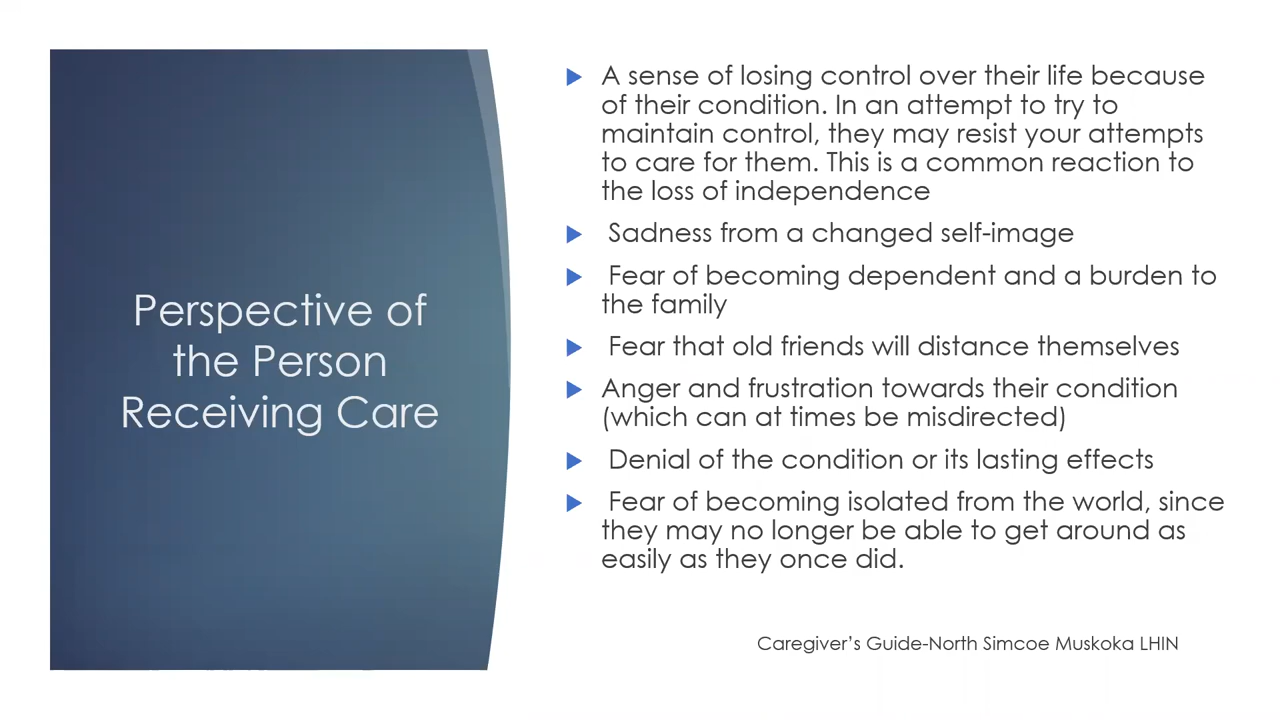 Perspective of
the Person
Receiving Care
A sense of losing control over their life because
of their condition. In an attempt to try to
maintain control, they may resist your attempts
to care for them. This is a common reaction to
the loss of independence
Sadness from a changed self-image
Fear of becoming dependent and a burden to
the family
Fear that old friends will distance themselves
Anger and frustration towards their condition
(which can at times be misdirected)
Denial of the condition or its lasting effects
Fear of becoming isolated from the world, since
they may no longer be able to get around as
easily as they once did.
Caregiver’s Guide-North Simcoe Muskoka LHIN